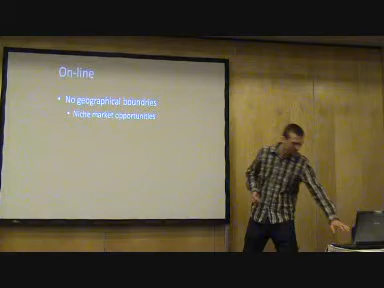 On-line
• No geographical boundries
• Niche market opportunities